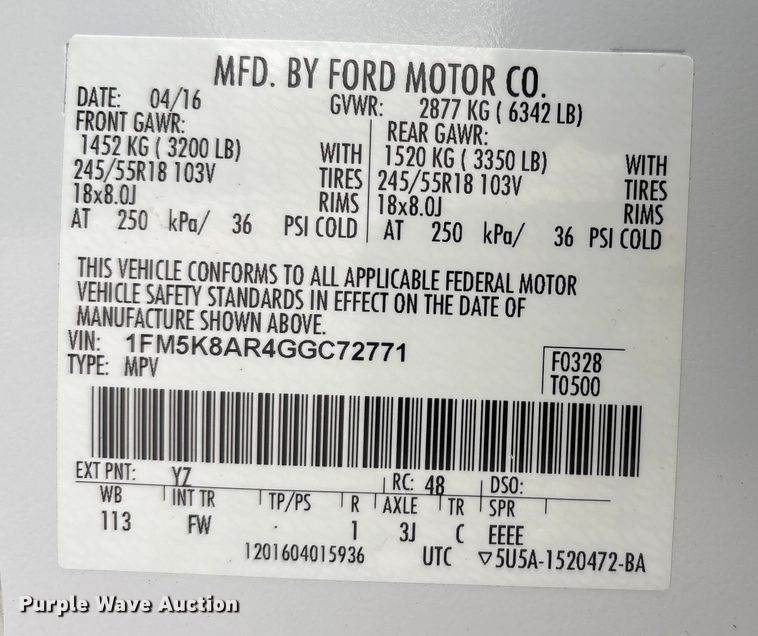 MFD. BY FORD MOTOR CO.
DATE: 04/16 GVWR: 2877 KG ( 6342 LB)
FRONT GAWR: REAR GAWR:
1452 KG ( 3200 LB) WITH 1520 KG ( 3350 LB) WITH
245/55R18 103V TIRES 245/55R18 103V TIRES
18x8.0J RIMS 18x8.0J RIMS
AT 250 kPa/ 36 PSI COLD AT 250 kPa/ 36 PSI COLD
THIS VEHICLE CONFORMS TO ALL APPLICABLE FEDERAL MOTOR
VEHICLE SAFETY STANDARDS IN EFFECT ON THE DATE OF
MANUFACTURE SHOWN ABOVE.
VIN: 1FM5K8AR4GGC72771
TYPE: MPV
F0328
T0500
EXT PNT: YZ RC: 48 DSO:
WB INT TR TP/PS R AXLE TR SPR
113 FW . 1 3J C EEEE
1201604015936 UTC ▽5U5A-1520472-BA
Purple Wave Auction